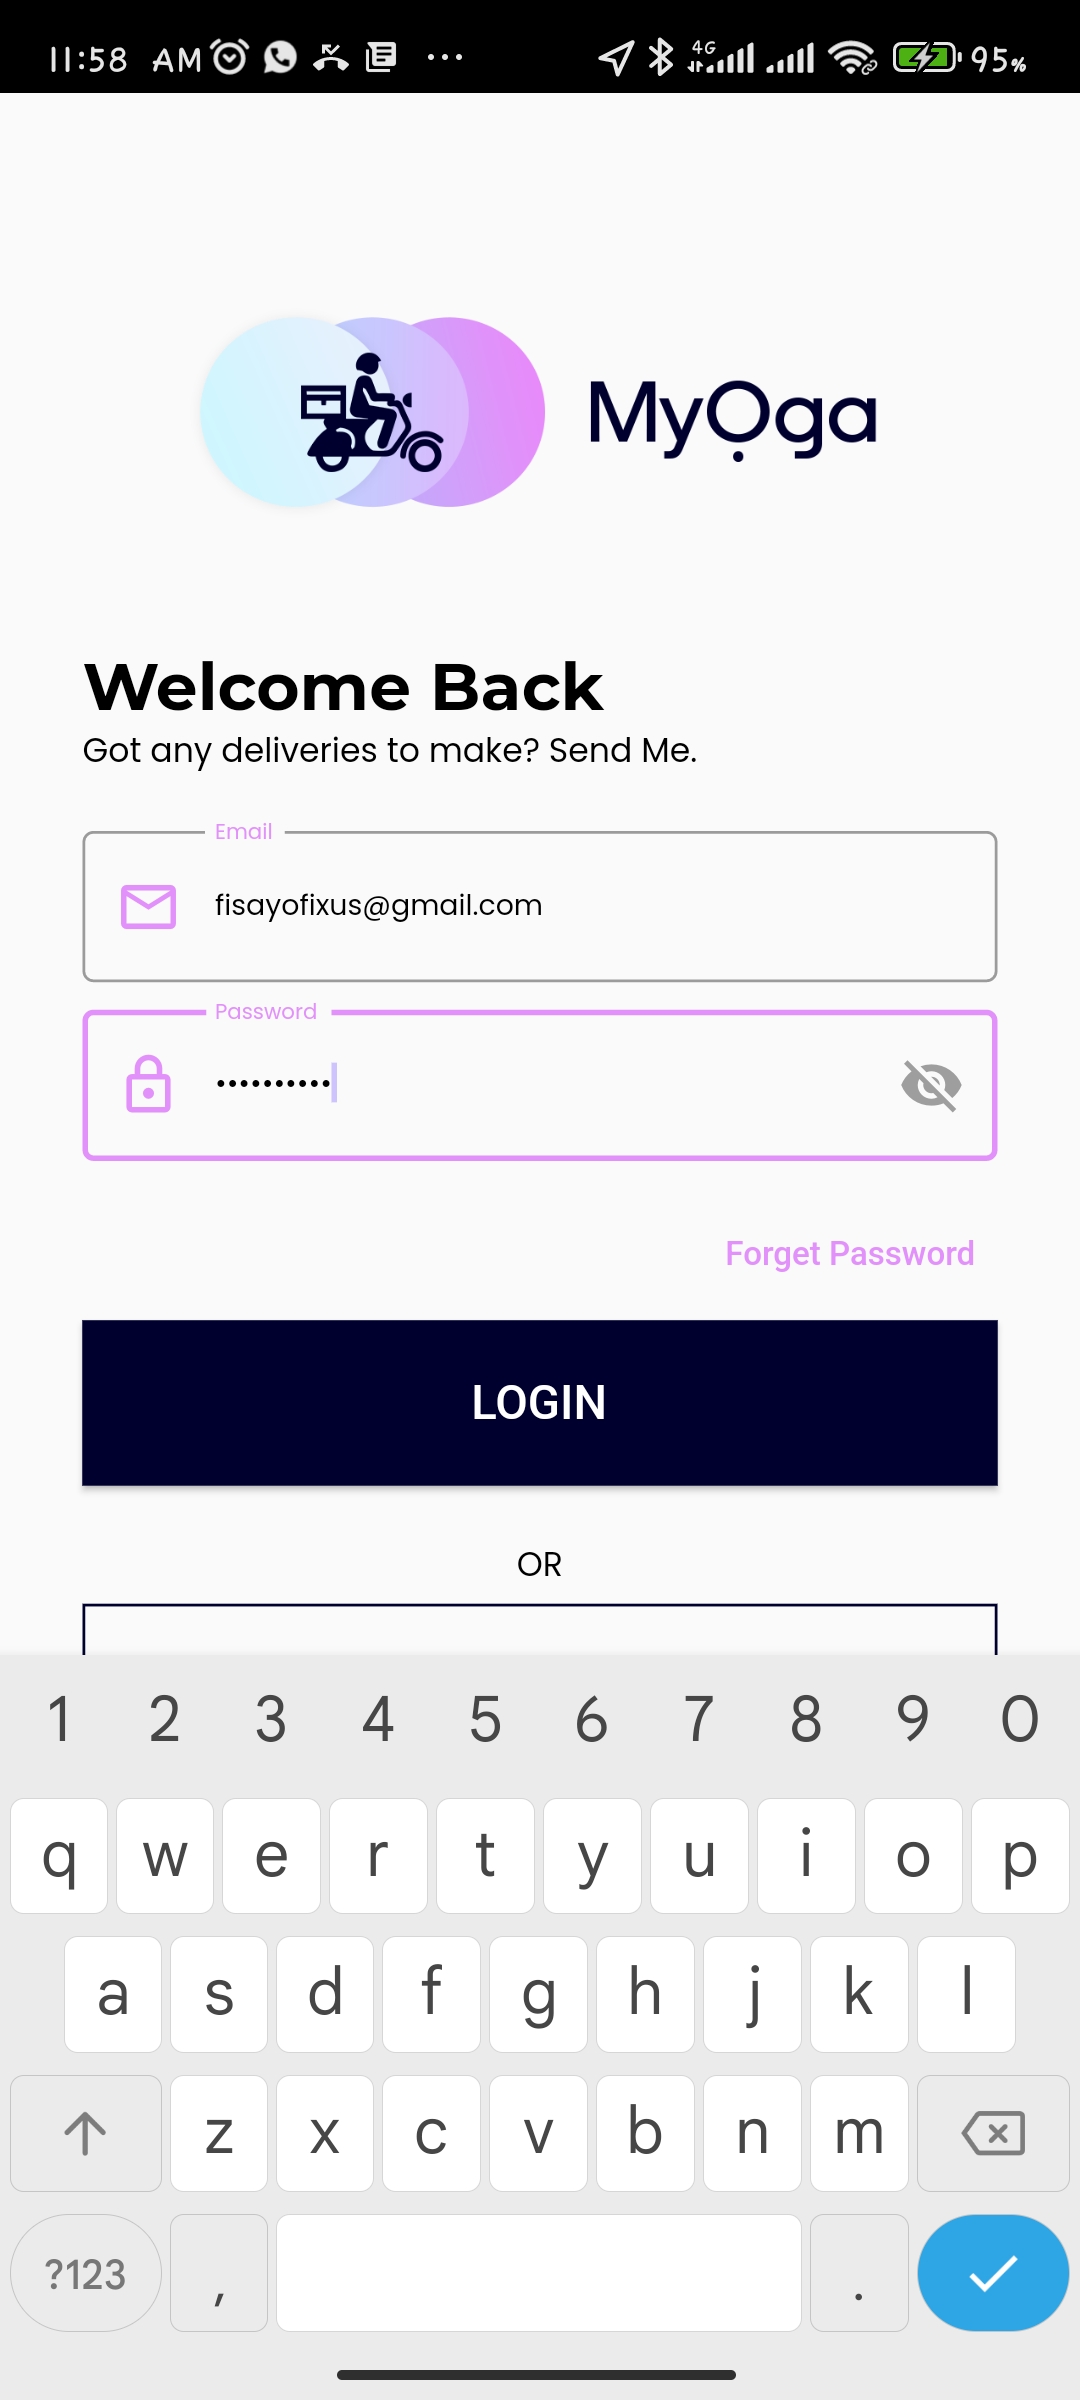 11:58 AM 4G 95%
MyỌga
Welcome Back
Got any deliveries to make? Send Me.
Email
fisayofixus@gmail.com
Password
••••••••••
Forget Password
LOGIN
OR
1 2 3 4 5 6 7 8 9 0
q w e r t y u i o p
a s d f g h j k l
z x c v b n m
?123 , .